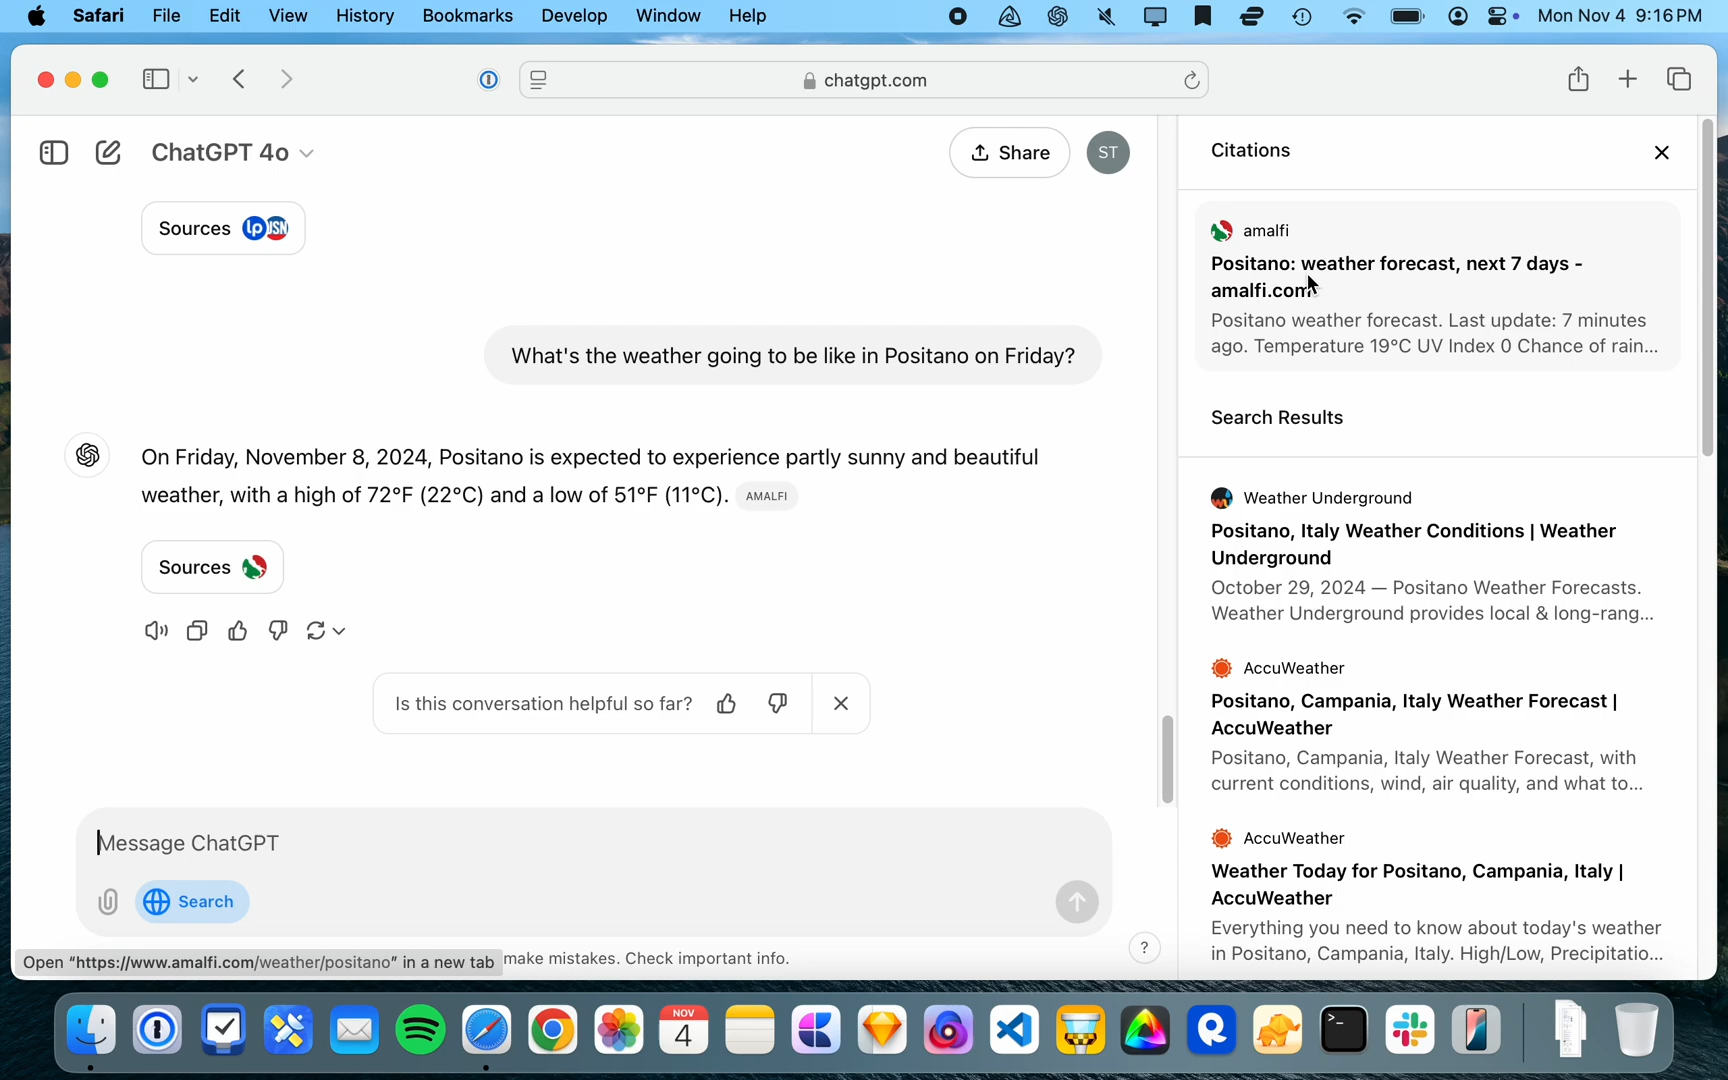 Safari File Edit View History Bookmarks Develop Window Help Mon Nov 4 9:16 PM
chatgpt.com
ChatGPT 4o
Share
ST
Sources
What's the weather going to be like in Positano on Friday?
On Friday, November 8, 2024, Positano is expected to experience partly sunny and beautiful
weather, with a high of 72°F (22°C) and a low of 51°F (11°C). AMALFI
Sources
Is this conversation helpful so far?
Message ChatGPT
Search
?
Open "https://www.amalfi.com/weather/positano" in a new tab make mistakes. Check important info.
Citations
amalfi
Positano: weather forecast, next 7 days -
amalfi.com
Positano weather forecast. Last update: 7 minutes
ago. Temperature 19°C UV Index 0 Chance of rain...
Search Results
Weather Underground
Positano, Italy Weather Conditions | Weather
Underground
October 29, 2024 — Positano Weather Forecasts.
Weather Underground provides local & long-rang...
AccuWeather
Positano, Campania, Italy Weather Forecast |
AccuWeather
Positano, Campania, Italy Weather Forecast, with
current conditions, wind, air quality, and what to...
AccuWeather
Weather Today for Positano, Campania, Italy |
AccuWeather
Everything you need to know about today's weather
in Positano, Campania, Italy. High/Low, Precipitatio...
NOV
4